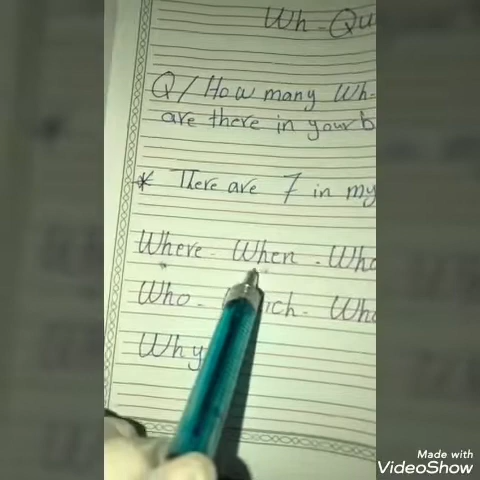 Wh - Qu
Q/ How many Wh-
are there in your b
* There are 7 in my
Where - When - Wha
Who - ich - Who
Why
Made with
VideoShow